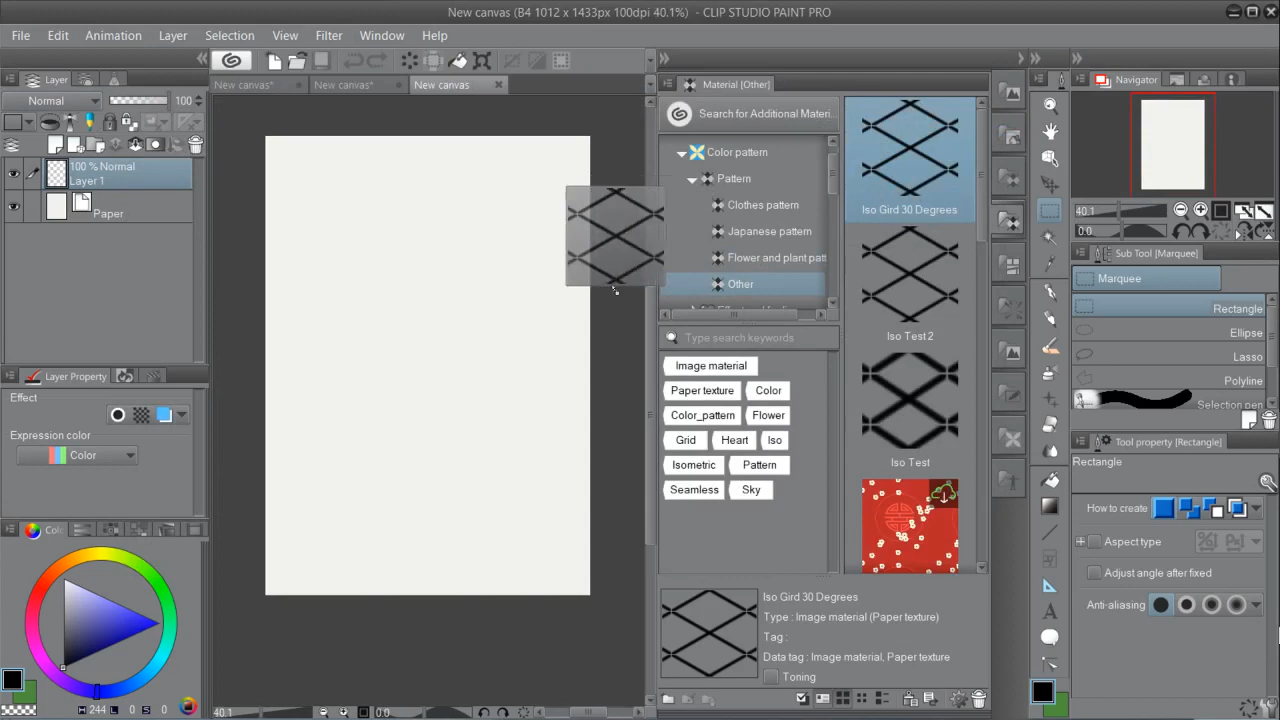 New canvas (B4 1012 x 1433px 100dpi 40.1%) - CLIP STUDIO PAINT PRO
File Edit Animation Layer Selection View Filter Window Help
Layer
Normal 100
100 % Normal
Layer 1
Paper
Layer Property
Effect
Expression color
Color
H 244 L 0 S 0
New canvas* New canvas* New canvas
40.1 0.0
Material [Other]
Search for Additional Materi...
Color pattern
Pattern
Clothes pattern
Japanese pattern
Flower and plant patt
Other
Type search keywords
Image material
Paper texture Color
Color_pattern Flower
Grid Heart Iso
Isometric Pattern
Seamless Sky
Iso Gird 30 Degrees
Iso Test 2
Iso Test
Iso Gird 30 Degrees
Type : Image material (Paper texture)
Tag :
Data tag : Image material, Paper texture
Toning
Navigator
40.1
0.0
Sub Tool [Marquee]
Marquee
Rectangle
Ellipse
Lasso
Polyline
Selection pen
Tool property [Rectangle]
Rectangle
How to create
Aspect type
Adjust angle after fixed
Anti-aliasing